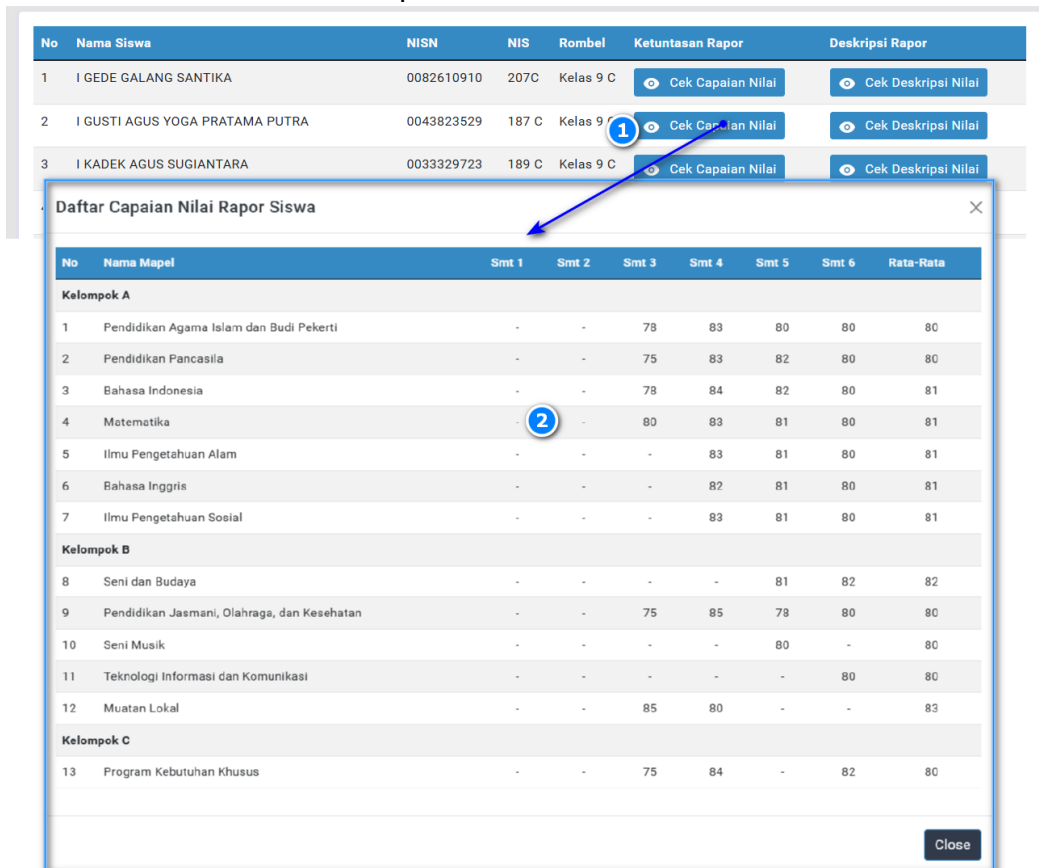 No Nama Siswa NISN NIS Rombel Ketuntasan Rapor Deskripsi Rapor
1 I GEDE GALANG SANTIKA 0082610910 207C Kelas 9 C Cek Capaian Nilai Cek Deskripsi Nilai
2 I GUSTI AGUS YOGA PRATAMA PUTRA 0043823529 187 C Kelas 9 C 1 Cek Capaian Nilai Cek Deskripsi Nilai
3 I KADEK AGUS SUGIANTARA 0033329723 189 C Kelas 9 C Cek Capaian Nilai Cek Deskripsi Nilai
Daftar Capaian Nilai Rapor Siswa ×
No Nama Mapel Smt 1 Smt 2 Smt 3 Smt 4 Smt 5 Smt 6 Rata-Rata
Kelompok A
1 Pendidikan Agama Islam dan Budi Pekerti - - 78 83 80 80 80
2 Pendidikan Pancasila - - 75 83 82 80 80
3 Bahasa Indonesia - - 78 84 82 80 81
4 Matematika - 2 - 80 83 81 80 81
5 Ilmu Pengetahuan Alam - - - 83 81 80 81
6 Bahasa Inggris - - - 82 81 80 81
7 Ilmu Pengetahuan Sosial - - - 83 81 80 81
Kelompok B
8 Seni dan Budaya - - - - 81 82 82
9 Pendidikan Jasmani, Olahraga, dan Kesehatan - - 75 85 78 80 80
10 Seni Musik - - - - 80 - 80
11 Teknologi Informasi dan Komunikasi - - - - - 80 80
12 Muatan Lokal - - 85 80 - - 83
Kelompok C
13 Program Kebutuhan Khusus - - 75 84 - 82 80
Close